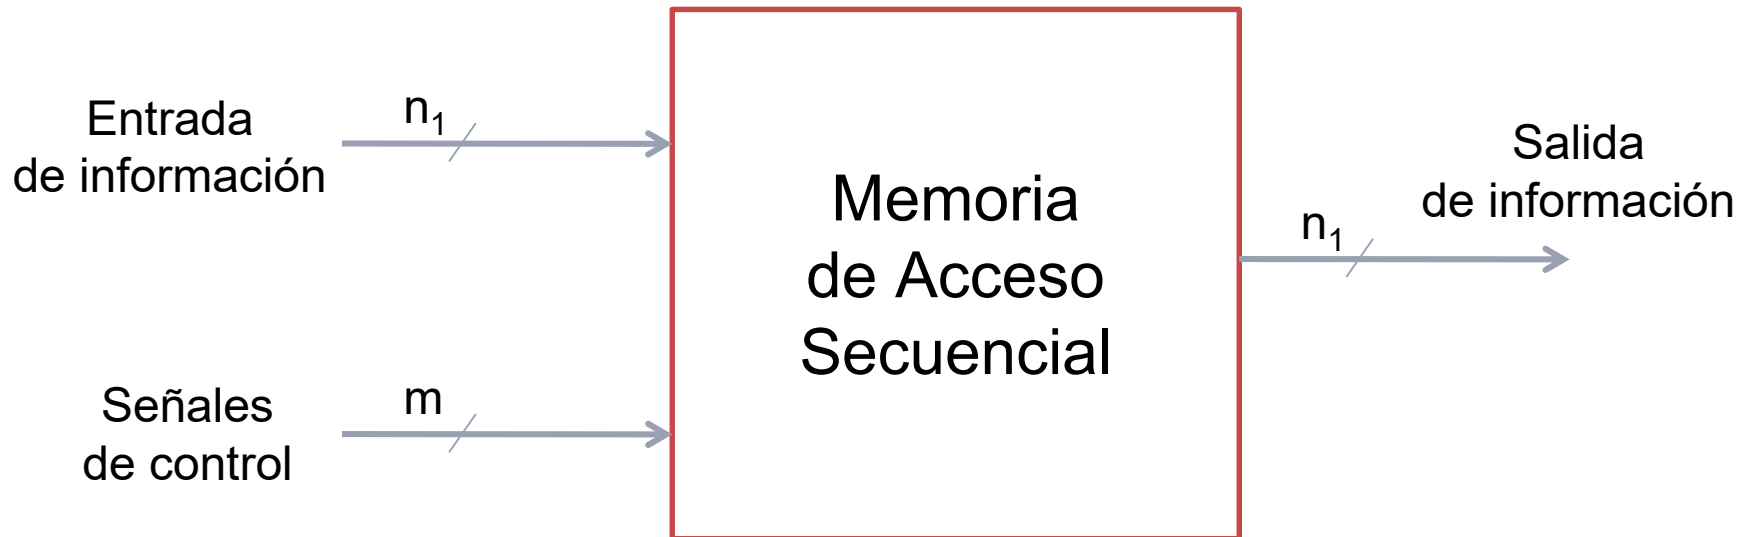 Entrada
de información
n₁
Señales
de control
m
Memoria
de Acceso
Secuencial
n₁
Salida
de información